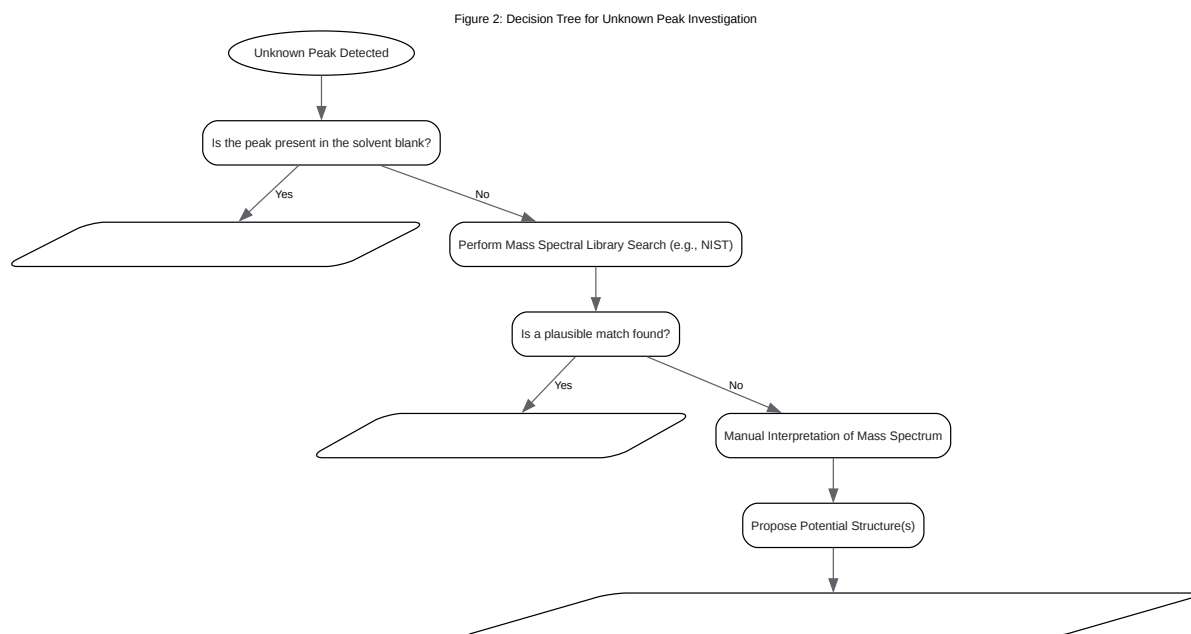 Figure 2: Decision Tree for Unknown Peak Investigation
Unknown Peak Detected
Is the peak present in the solvent blank?
Yes
No
Perform Mass Spectral Library Search (e.g., NIST)
Is a plausible match found?
Yes
No
Manual Interpretation of Mass Spectrum
Propose Potential Structure(s)